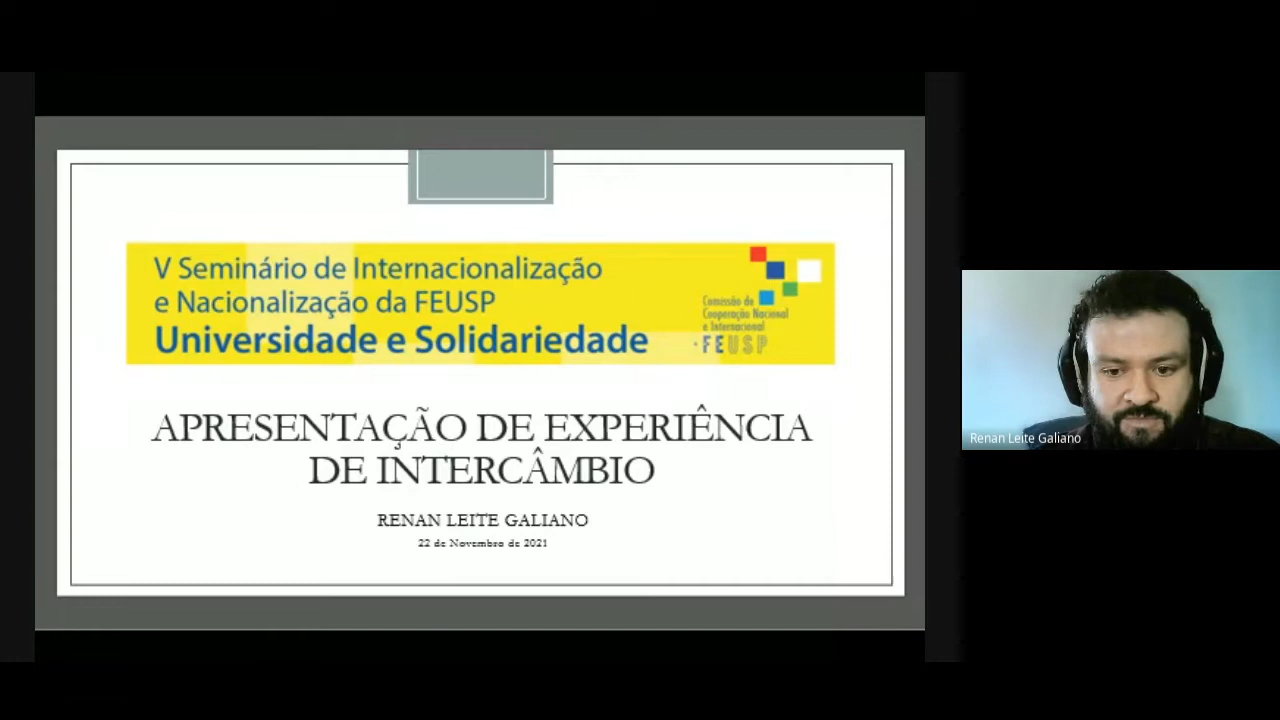 V Seminário de Internacionalização
e Nacionalização da FEUSP
Universidade e Solidariedade
Comissão de
Cooperação Nacional
e Internacional
·FEUSP
APRESENTAÇÃO DE EXPERIÊNCIA
DE INTERCÂMBIO
RENAN LEITE GALIANO
22 de Novembro de 2021
Renan Leite Galiano